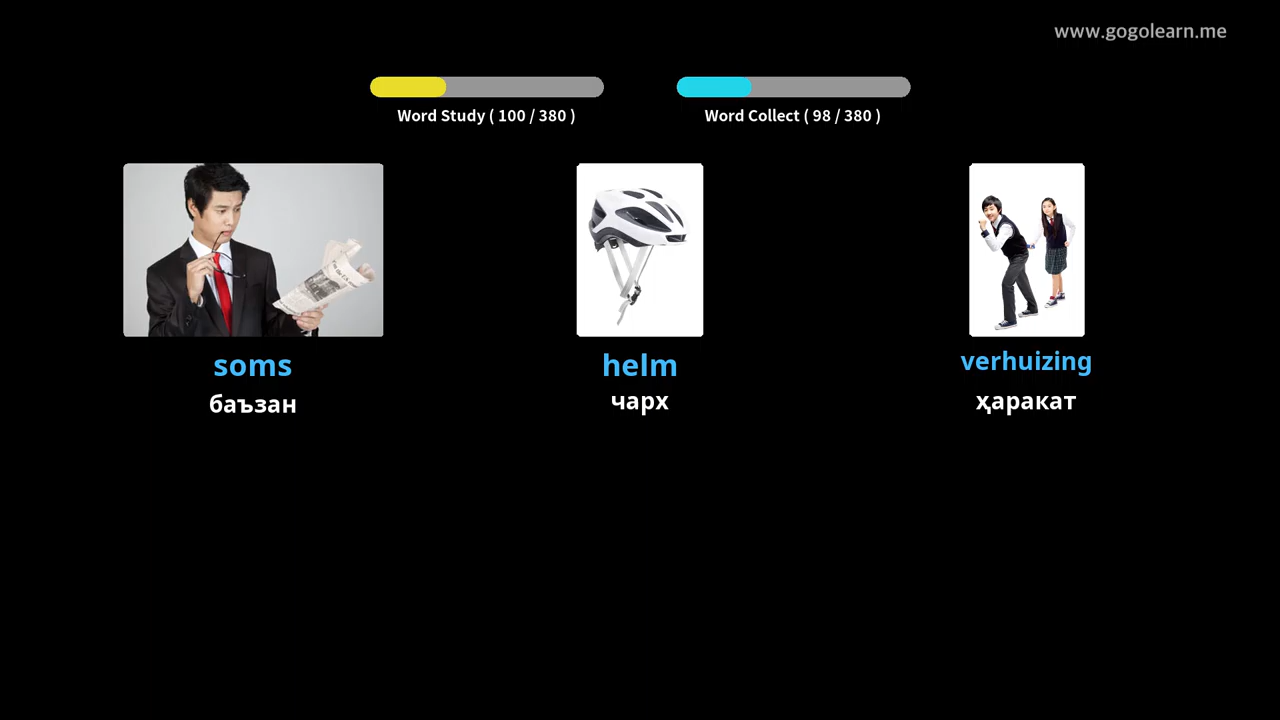 www.gogolearn.me
Word Study ( 100 / 380 )
Word Collect ( 98 / 380 )
soms
баъзан
helm
чарх
verhuizing
ҳаракат